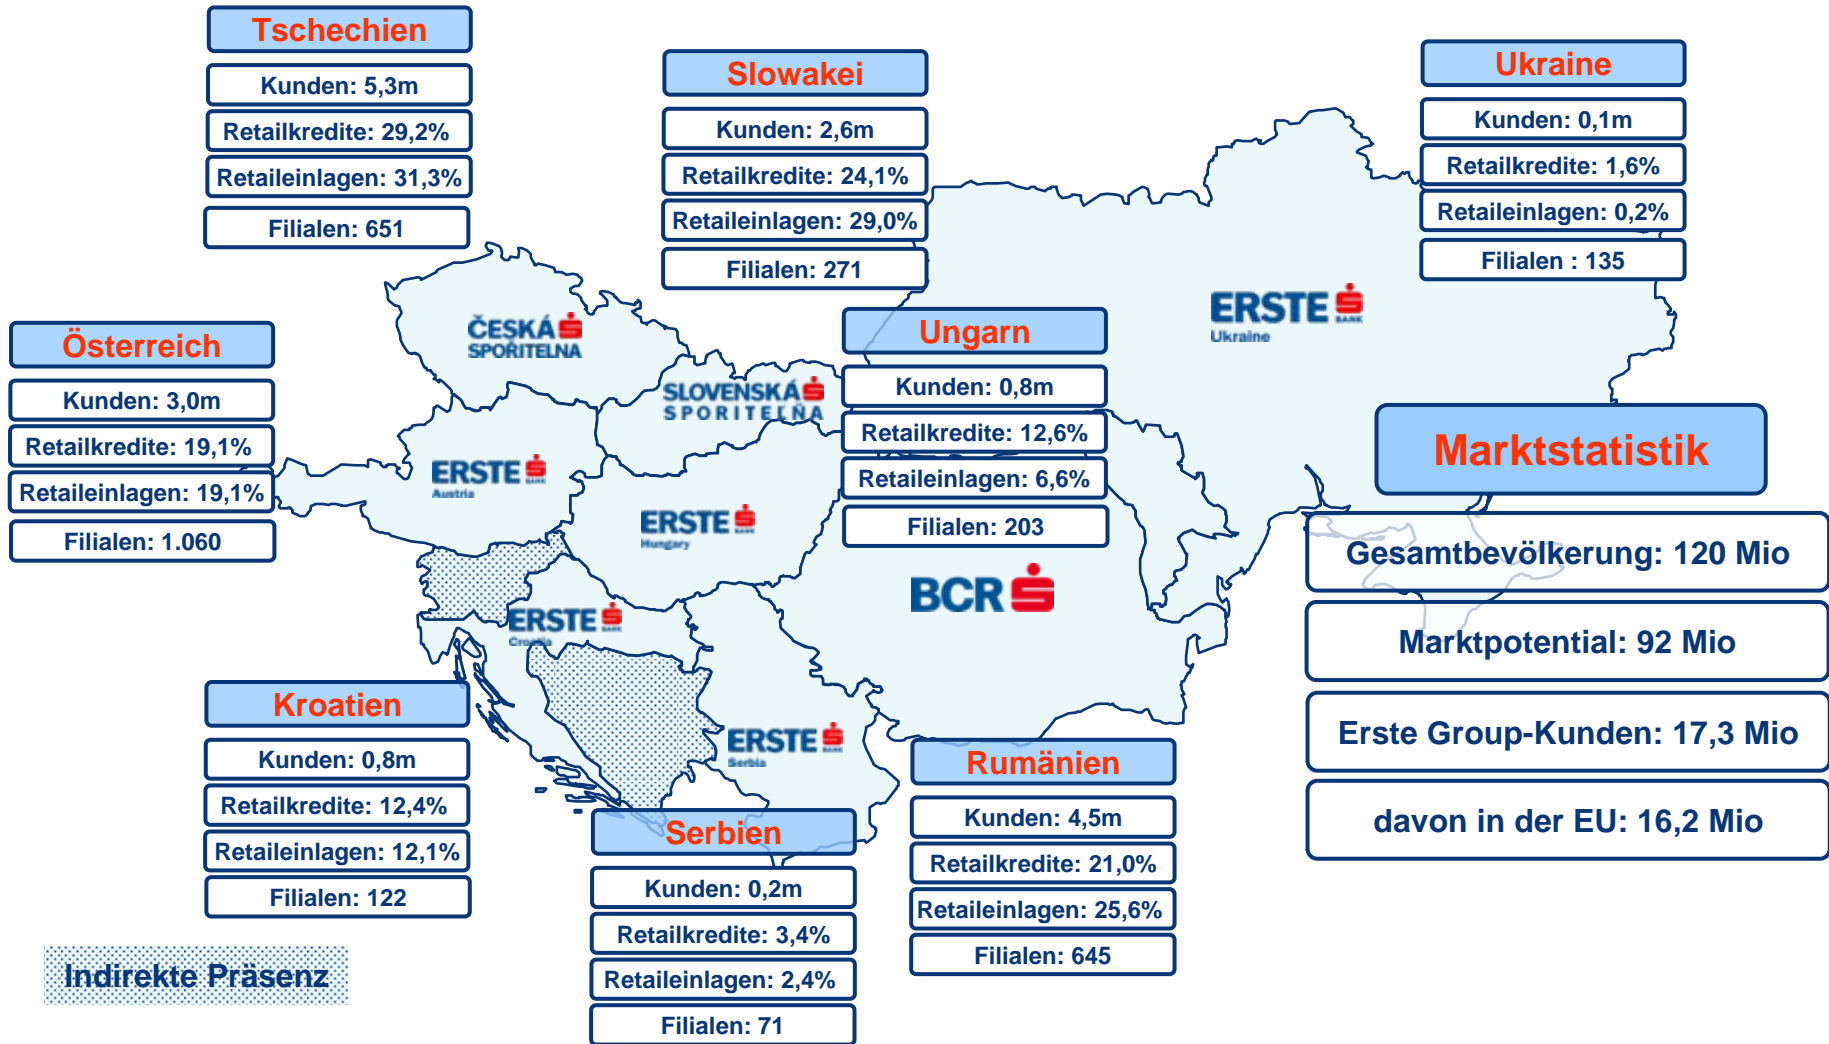 Tschechien
Kunden: 5,3m
Retailkredite: 29,2%
Retaileinlagen: 31,3%
Filialen: 651
Slowakei
Kunden: 2,6m
Retailkredite: 24,1%
Retaileinlagen: 29,0%
Filialen: 271
Ukraine
Kunden: 0,1m
Retailkredite: 1,6%
Retaileinlagen: 0,2%
Filialen : 135
ČESKÁ
SPOŘITELNA
ERSTE
BANK
Ukraine
Österreich
Kunden: 3,0m
Retailkredite: 19,1%
Retaileinlagen: 19,1%
Filialen: 1.060
SLOVENSKÁ
SPORITEĽŇA
Ungarn
Kunden: 0,8m
Retailkredite: 12,6%
Retaileinlagen: 6,6%
Filialen: 203
ERSTE
BANK
Austria
ERSTE
BANK
Hungary
BCR
ERSTE
BANK
Croatia
Marktstatistik
Gesamtbevölkerung: 120 Mio
Marktpotential: 92 Mio
Erste Group-Kunden: 17,3 Mio
davon in der EU: 16,2 Mio
Kroatien
Kunden: 0,8m
Retailkredite: 12,4%
Retaileinlagen: 12,1%
Filialen: 122
ERSTE
BANK
Serbia
Serbien
Kunden: 0,2m
Retailkredite: 3,4%
Retaileinlagen: 2,4%
Filialen: 71
Rumänien
Kunden: 4,5m
Retailkredite: 21,0%
Retaileinlagen: 25,6%
Filialen: 645
Indirekte Präsenz